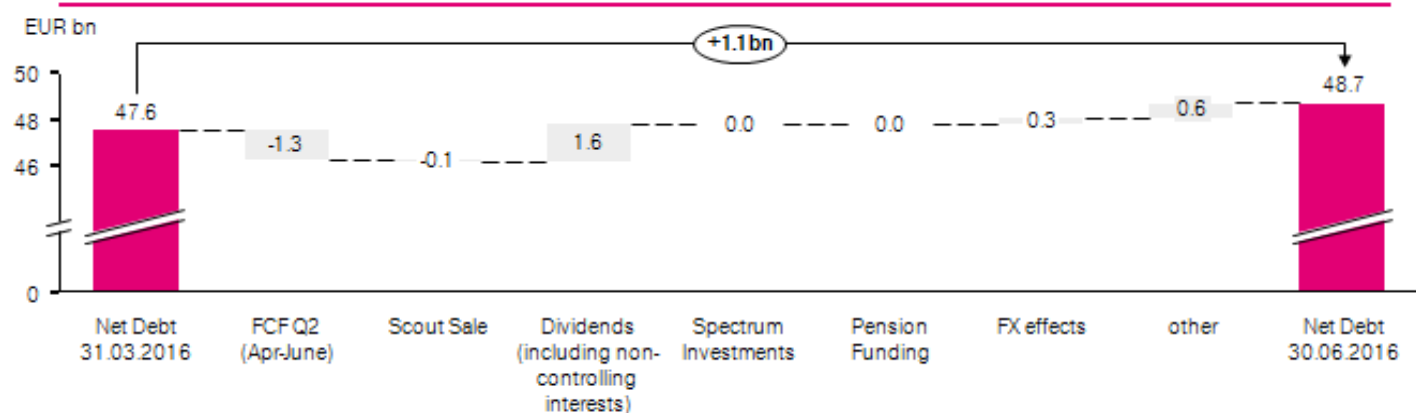 EUR bn
+1.1bn
50
48
46
0
47.6
-1.3
-0.1
1.6
0.0
0.0
0.3
0.6
48.7
Net Debt
31.03.2016
FCF Q2
(Apr-June)
Scout Sale
Dividends
(including non-
controlling
interests)
Spectrum
Investments
Pension
Funding
FX effects
other
Net Debt
30.06.2016